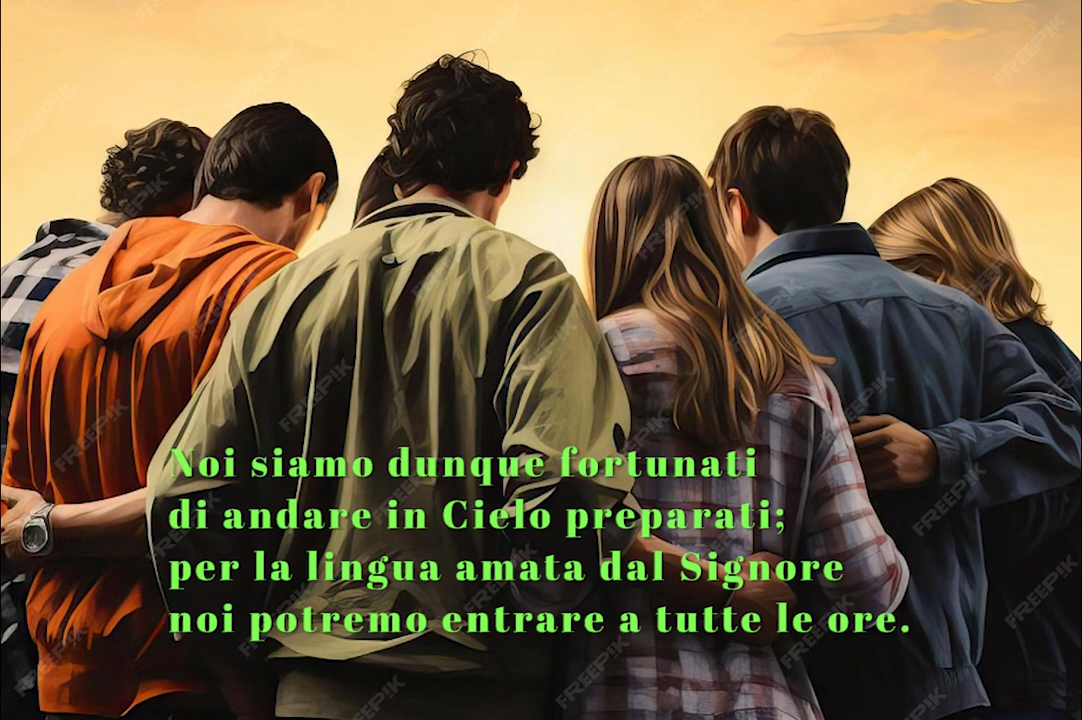 Noi siamo dunque fortunati
di andare in Cielo preparati;
per la lingua amata dal Signore
noi potremo entrare a tutte le ore.